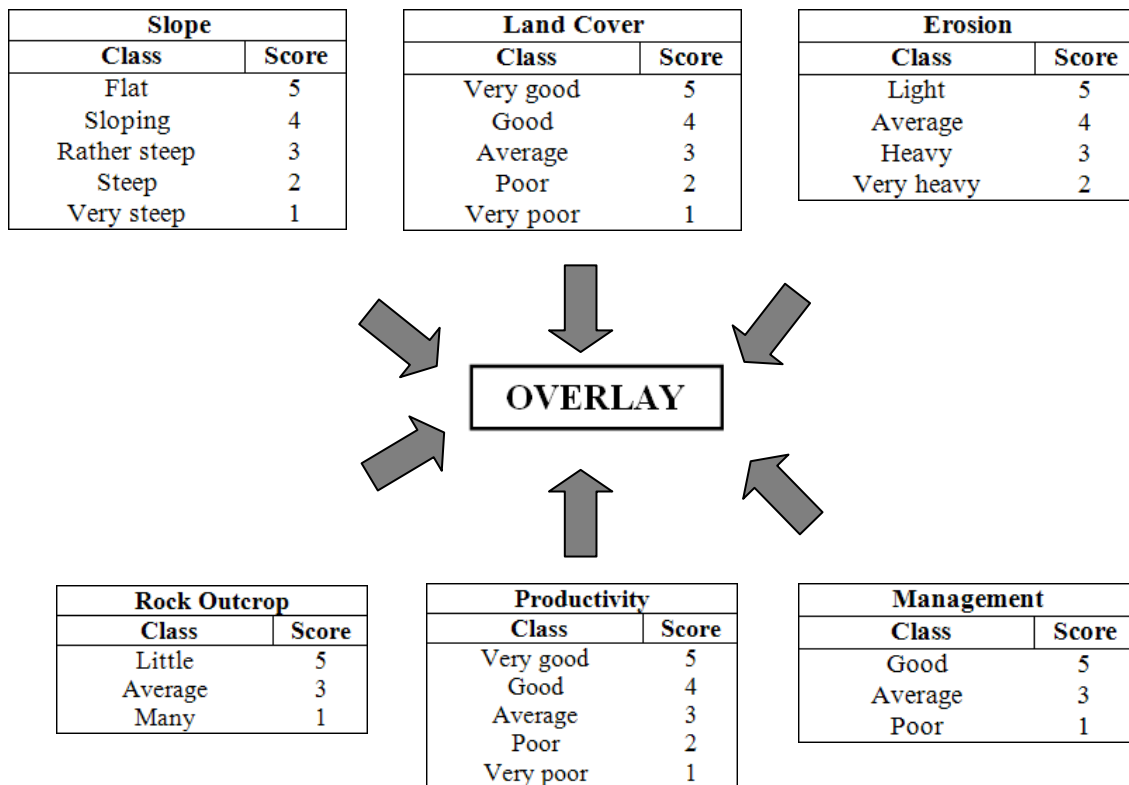 Slope
Class Score
Flat 5
Sloping 4
Rather steep 3
Steep 2
Very steep 1
Land Cover
Class Score
Very good 5
Good 4
Average 3
Poor 2
Very poor 1
Erosion
Class Score
Light 5
Average 4
Heavy 3
Very heavy 2
OVERLAY
Rock Outcrop
Class Score
Little 5
Average 3
Many 1
Productivity
Class Score
Very good 5
Good 4
Average 3
Poor 2
Very poor 1
Management
Class Score
Good 5
Average 3
Poor 1